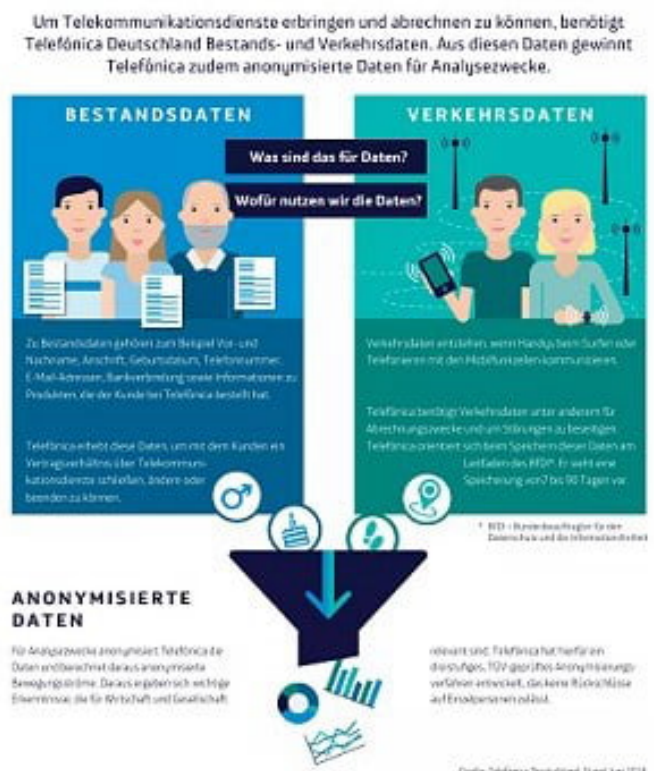 Um Telekommunikationsdienste erbringen und abrechnen zu können, benötigt
Telefónica Deutschland Bestands- und Verkehrsdaten. Aus diesen Daten gewinnt
Telefónica zudem anonymisierte Daten für Analysezwecke.
BESTANDSDATEN
VERKEHRSDATEN
Was sind das für Daten?
Wofür nutzen wir die Daten?
Zu Bestandsdaten gehören zum Beispiel Vor- und
Nachname, Anschrift, Geburtsdatum, Telefonnummer,
E-Mail-Adressen, Bankverbindung sowie Informationen zu
Produkten, die der Kunde bei Telefónica bestellt hat.
Telefónica erhebt diese Daten, um mit dem Kunden ein
Vertragsverhältnis über Telekommuni-
kationsdienste schließen, ändern oder
beenden zu können.
Verkehrsdaten entstehen, wenn Handys beim Surfen oder
Telefonieren mit den Mobilfunkzellen kommunizieren.
Telefónica benötigt Verkehrsdaten unter anderem für
Abrechnungszwecke und um Störungen zu beseitigen.
Telefónica orientiert sich beim Speichern dieser Daten am
Leitfaden des BfDI*. Er sieht eine
Speicherung von 7 bis 90 Tagen vor.
* BfDI = Bundesbeauftragter für den
Datenschutz und die Informationsfreiheit
ANONYMISIERTE
DATEN
Für Analysezwecke anonymisiert Telefónica die
Daten und berechnet daraus anonymisierte
Bewegungsströme. Daraus ergeben sich wichtige
Erkenntnisse, die für Wirtschaft und Gesellschaft
relevant sind. Telefónica hat hierfür ein
dreistufiges, TÜV-geprüftes Anonymisierungs-
verfahren entwickelt, das keine Rückschlüsse
auf Einzelpersonen zulässt.
Quelle: Telefónica Deutschland